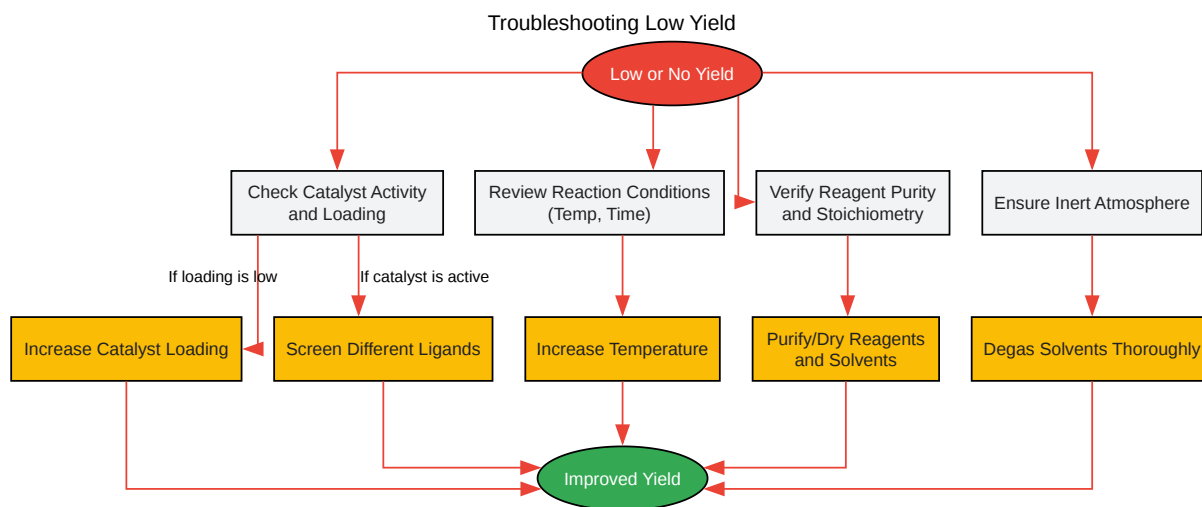 Troubleshooting Low Yield
Low or No Yield
Check Catalyst Activity
and Loading
Review Reaction Conditions
(Temp, Time)
Verify Reagent Purity
and Stoichiometry
Ensure Inert Atmosphere
If loading is low
If catalyst is active
Increase Catalyst Loading
Screen Different Ligands
Increase Temperature
Purify/Dry Reagents
and Solvents
Degas Solvents Thoroughly
Improved Yield